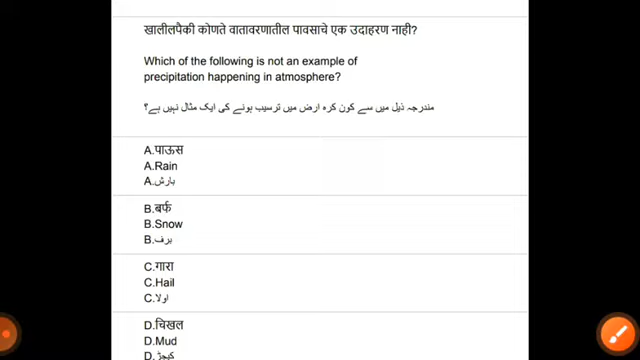 खालीलपैकी कोणते वातावरणातील पावसाचे एक उदाहरण नाही?
Which of the following is not an example of
precipitation happening in atmosphere?
مندرجہ ذیل میں سے کون کرہ ارض میں ترسیب ہونے کی ایک مثال نہیں ہے؟
A.पाऊस
A.Rain
A.بارش
B.बर्फ
B.Snow
B.برف
C.गारा
C.Hail
C.اولا
D.चिखल
D.Mud
D.کیچڑ